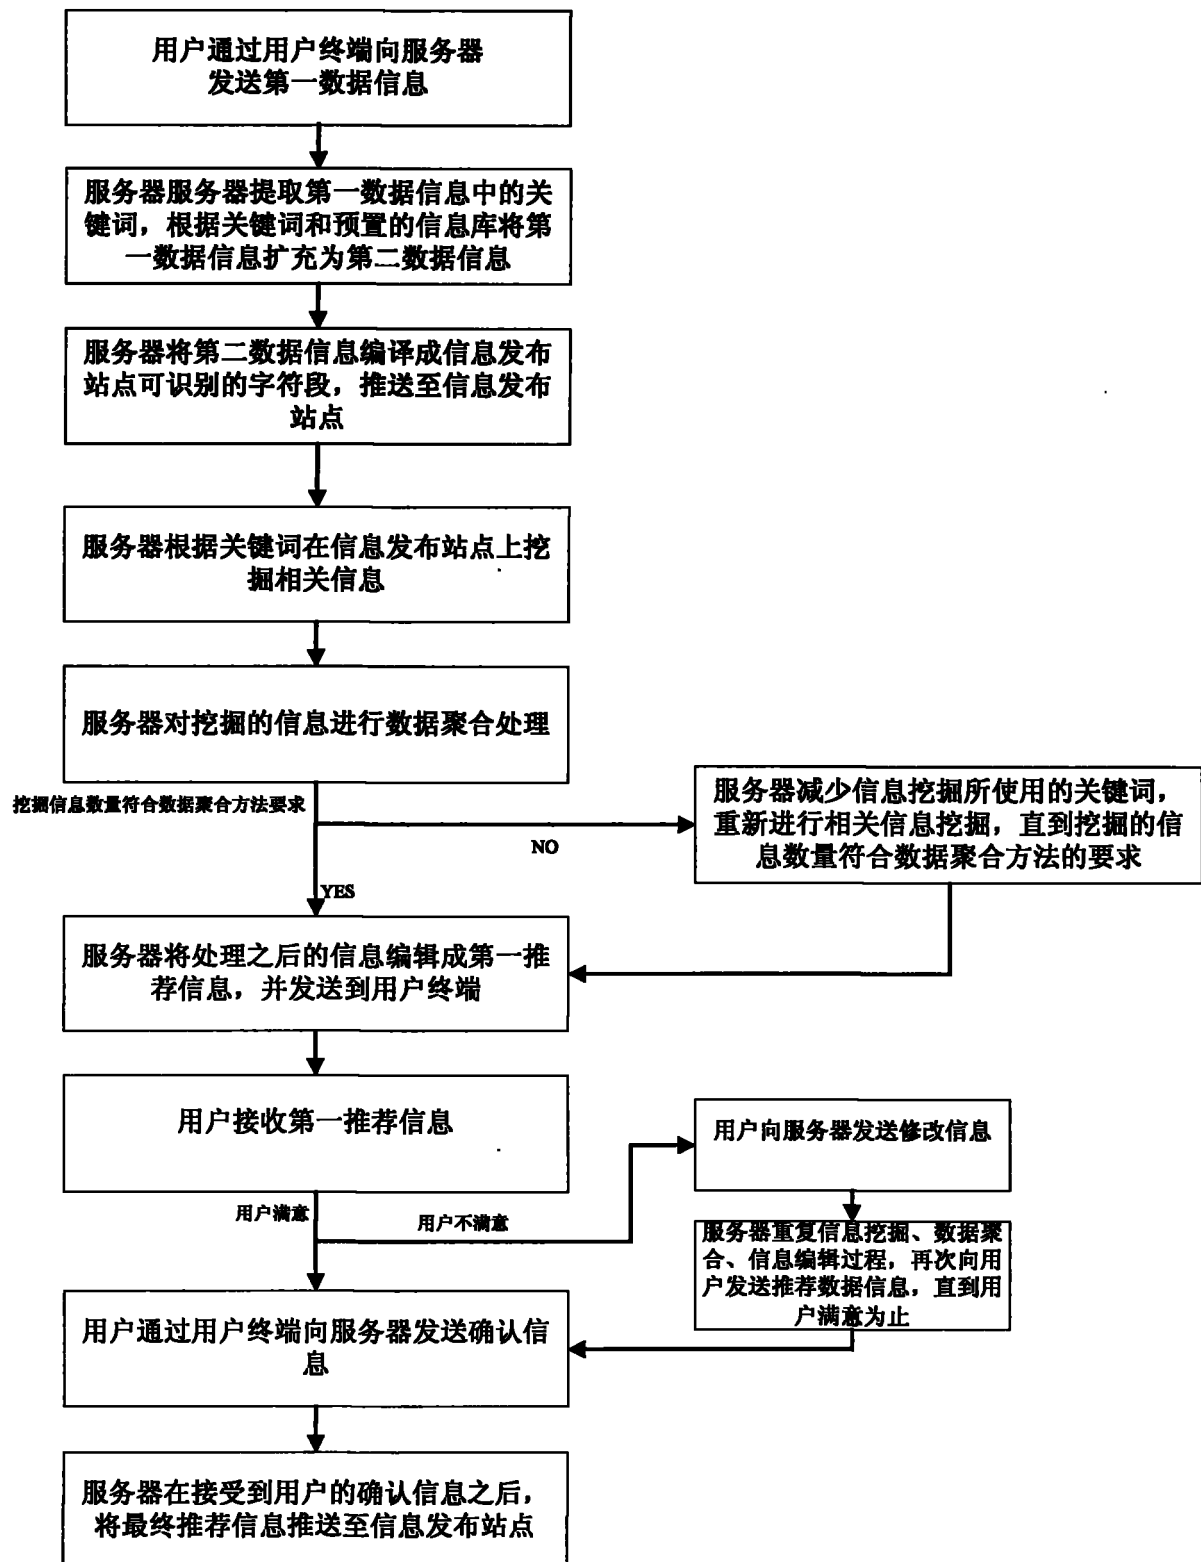 用户通过用户终端向服务器
发送第一数据信息
服务器服务器提取第一数据信息中的关
键词，根据关键词和预置的信息库将第
一数据信息扩充为第二数据信息
服务器将第二数据信息编译成信息发布
站点可识别的字符段，推送至信息发布
站点
服务器根据关键词在信息发布站点上挖
掘相关信息
服务器对挖掘的信息进行数据聚合处理
挖掘信息数量符合数据聚合方法要求
NO
服务器减少信息挖掘所使用的关键词，
重新进行相关信息挖掘，直到挖掘的信
息数量符合数据聚合方法的要求
YES
服务器将处理之后的信息编辑成第一推
荐信息，并发送到用户终端
用户接收第一推荐信息
用户满意
用户不满意
用户向服务器发送修改信息
服务器重复信息挖掘、数据聚
合、信息编辑过程，再次向用
户发送推荐数据信息，直到用
户满意为止
用户通过用户终端向服务器发送确认信
息
服务器在接受到用户的确认信息之后，
将最终推荐信息推送至信息发布站点